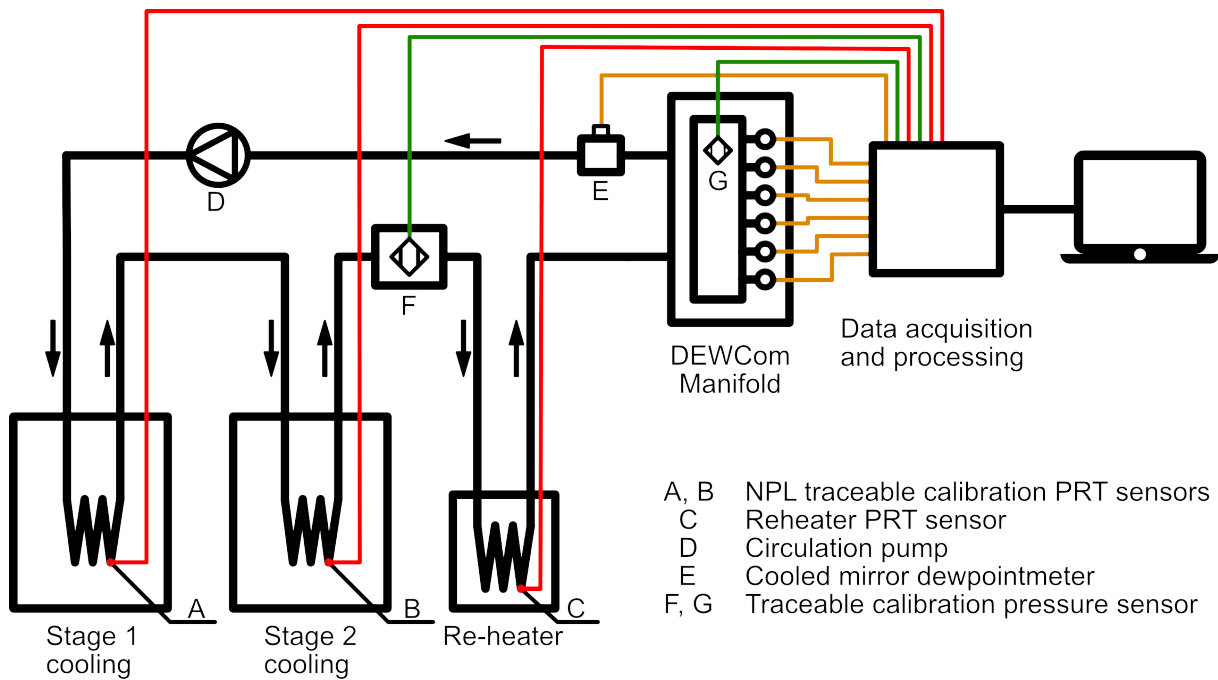 D
E
G
F
DEWCom
Manifold
Data acquisition
and processing
A
B
C
Stage 1
cooling
Stage 2
cooling
Re-heater
A, B NPL traceable calibration PRT sensors
C Reheater PRT sensor
D Circulation pump
E Cooled mirror dewpointmeter
F, G Traceable calibration pressure sensor